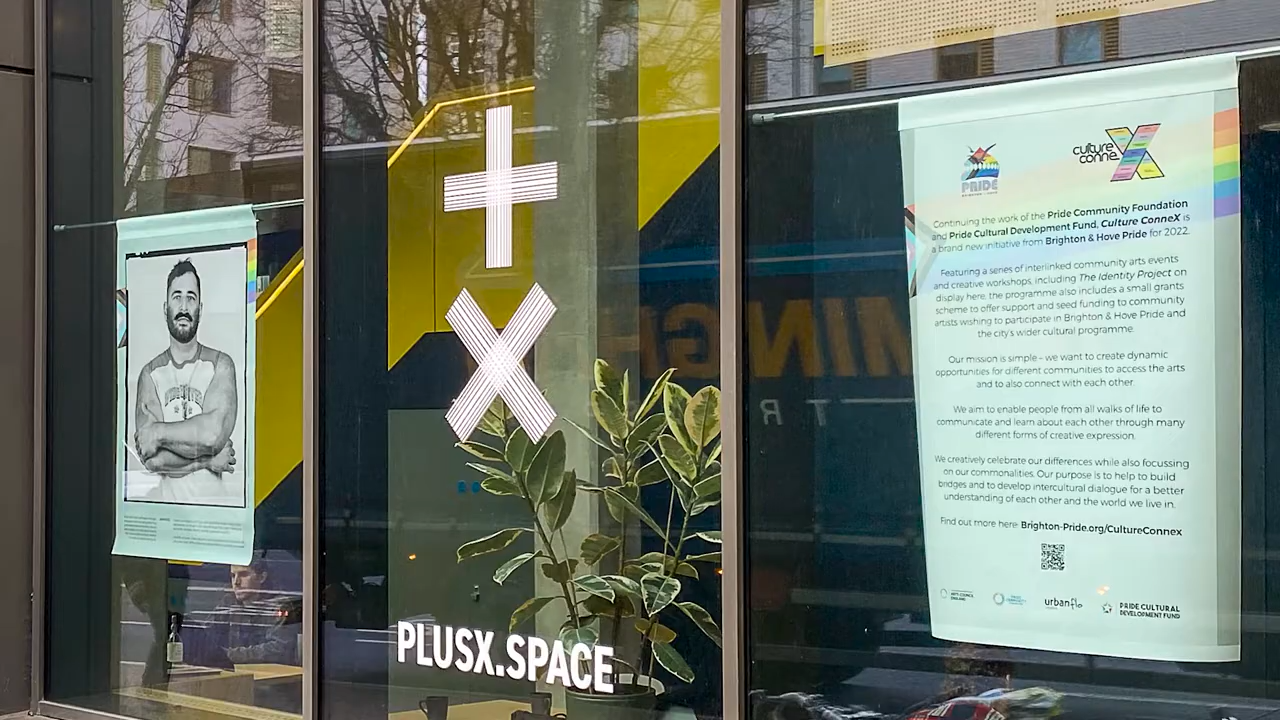 PRIDE
culture
conneX
Continuing the work of the Pride Community Foundation
and Pride Cultural Development Fund, Culture ConneX is
a brand new initiative from Brighton & Hove Pride for 2022.
Featuring a series of interlinked community arts events
and creative workshops, including The Identity Project on
display here, the programme also includes a small grants
scheme to offer support and seed funding to community
artists wishing to participate in Brighton & Hove Pride and
the city's wider cultural programme.
Our mission is simple – we want to create dynamic
opportunities for different communities to access the arts
and to also connect with each other.
We aim to enable people from all walks of life to
communicate and learn about each other through many
different forms of creative expression.
We creatively celebrate our differences while also focussing
on our commonalities. Our purpose is to help to build
bridges and to develop intercultural dialogue for a better
understanding of each other and the world we live in.
Find out more here: Brighton-Pride.org/CultureConnex
ARTS COUNCIL
ENGLAND
urbanflo
PRIDE CULTURAL
DEVELOPMENT FUND
PLUSX.SPACE